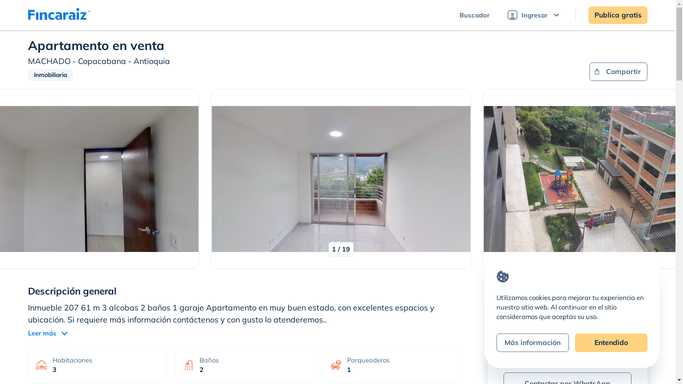 Fincaraiz
Buscador
Ingresar
Publica gratis
Apartamento en venta
MACHADO - Copacabana - Antioquia
Inmobiliaria
Compartir
1 / 19
Descripción general
Inmueble 207 61 m 3 alcobas 2 baños 1 garaje Apartamento en muy buen estado, con excelentes espacios y
ubicación. Si requiere más información contáctenos y con gusto lo atenderemos..
Leer más
Habitaciones
3
Baños
2
Parqueaderos
1
Utilizamos cookies para mejorar tu experiencia en
nuestro sitio web. Al continuar en el sitio
consideramos que aceptas su uso.
Más información
Entendido
Contactar por WhatsApp